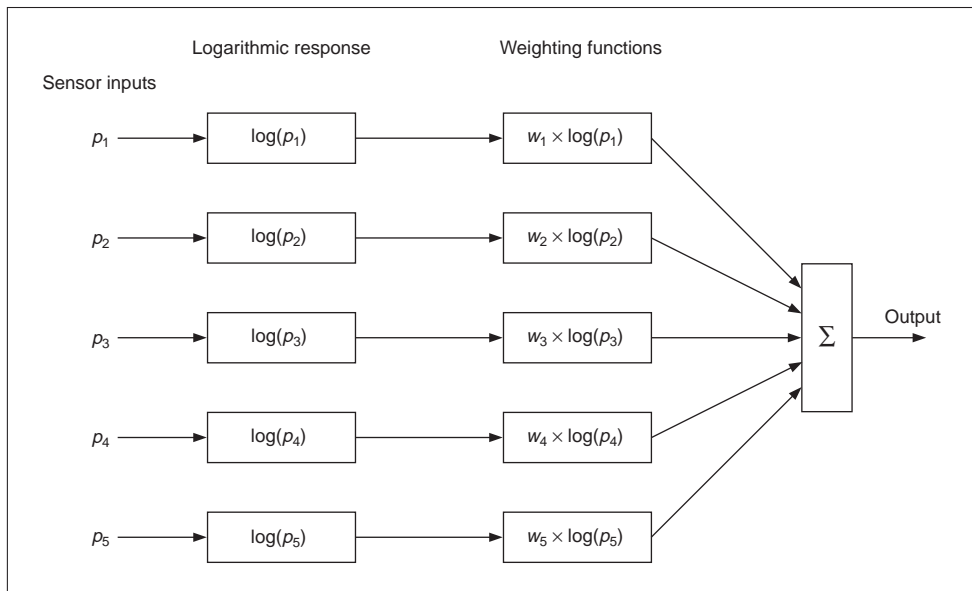 Logarithmic response
Weighting functions
Sensor inputs
p₁
log(p₁)
w₁ × log(p₁)
p₂
log(p₂)
w₂ × log(p₂)
p₃
log(p₃)
w₃ × log(p₃)
Σ
Output
p₄
log(p₄)
w₄ × log(p₄)
p₅
log(p₅)
w₅ × log(p₅)